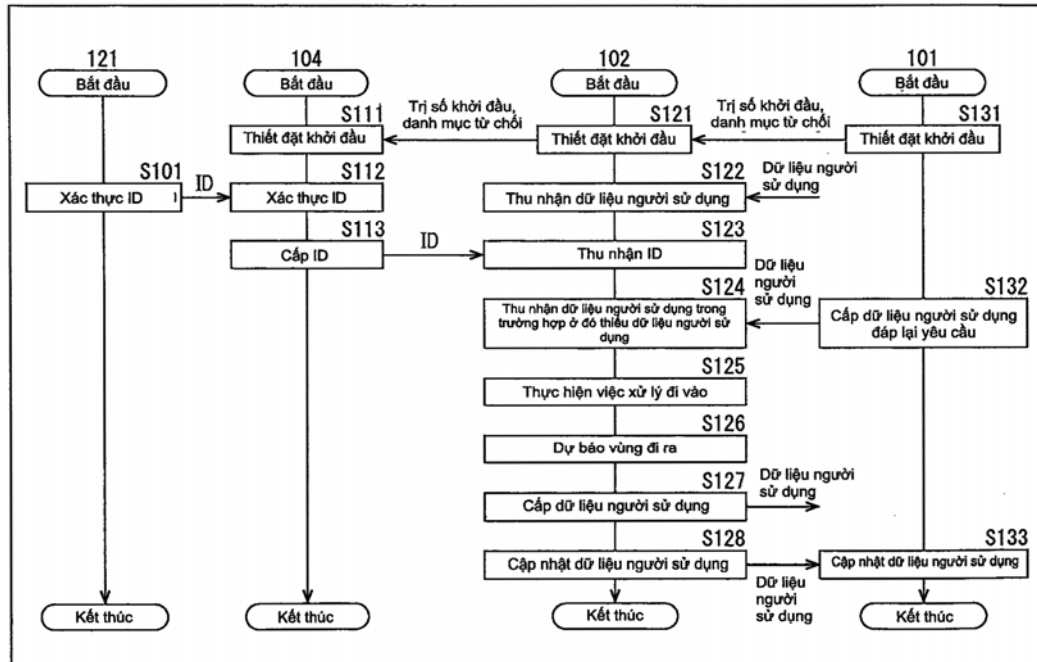 121
104
102
101
Bắt đầu
Bắt đầu
Bắt đầu
Bắt đầu
Trị số khởi đầu,
danh mục từ chối
Trị số khởi đầu,
danh mục từ chối
S111
S121
S131
Thiết đặt khởi đầu
Thiết đặt khởi đầu
Thiết đặt khởi đầu
S101
ID
S112
S122
Dữ liệu người
sử dụng
Xác thực ID
Xác thực ID
Thu nhận dữ liệu người sử dụng
S113
ID
S123
Cấp ID
Thu nhận ID
Dữ liệu
người
sử dụng
S124
S132
Thu nhận dữ liệu người sử dụng trong
trường hợp ở đó thiếu dữ liệu người sử
dụng
Cấp dữ liệu người sử dụng
đáp lại yêu cầu
S125
Thực hiện việc xử lý đi vào
S126
Dự báo vùng đi ra
S127
Dữ liệu người
sử dụng
Cấp dữ liệu người sử dụng
S128
S133
Cập nhật dữ liệu người sử dụng
Cập nhật dữ liệu người sử dụng
Dữ liệu
người
sử dụng
Kết thúc
Kết thúc
Kết thúc
Kết thúc